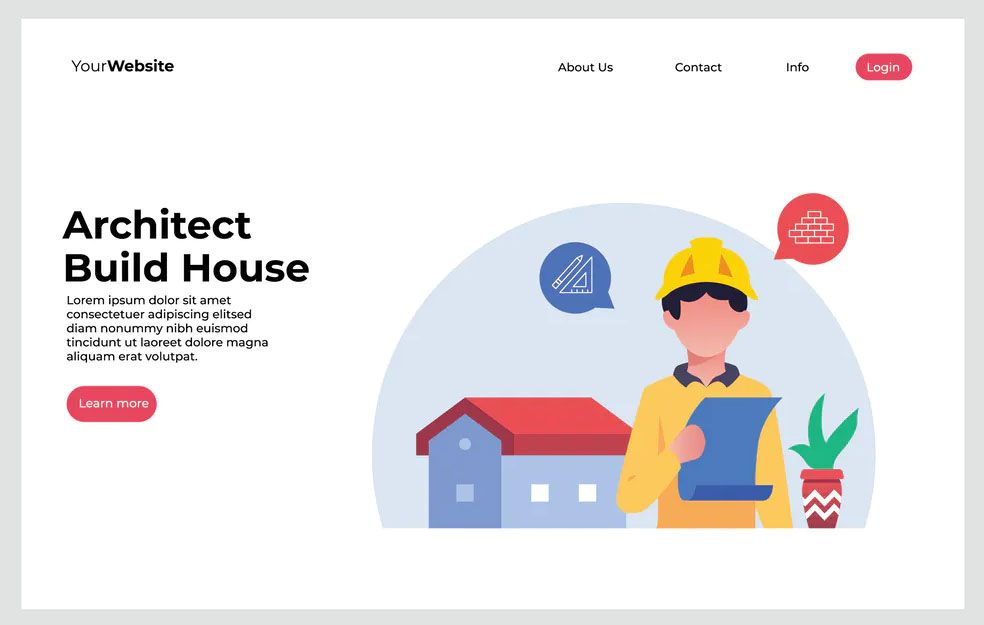 YourWebsite
About Us
Contact
Info
Login
Architect
Build House
Lorem ipsum dolor sit amet
consectetuer adipiscing elitsed
diam nonummy nibh euismod
tincidunt ut laoreet dolore magna
aliquam erat volutpat.
Learn more